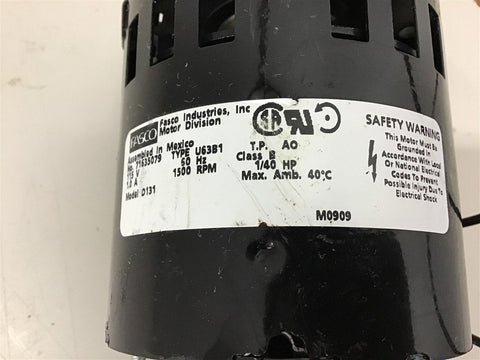 FASCO
Fasco Industries, Inc
Motor Division
Assembled In Mexico
71635079 TYPE U63B1
115 V 60 Hz
1.0 A 1500 RPM
Model D131
T.P. AO
Class B
1/40 HP
Max. Amb. 40°C
M0909
SAFETY WARNING
This Motor Must Be
Grounded in
Accordance With Local
Or National Electrical
Codes To Prevent
Possible Injury Due To
Electrical Shock